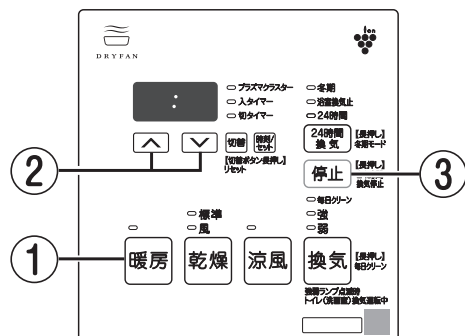 DRYFAN
ion
:
プラズマクラスター
入タイマー
切タイマー
冬期
浴室換気止
24時間
切替
時刻/
セット
【切替ボタン長押し】
リセット
24時間
換気
【長押し】
冬期モード
停止
【長押し】
換気停止
②
③
毎日クリーン
強
弱
標準
風
①
暖房
乾燥
涼風
換気
【長押し】
毎日クリーン
強弱ランプ点滅時
トイレ(洗面室)換気運転中